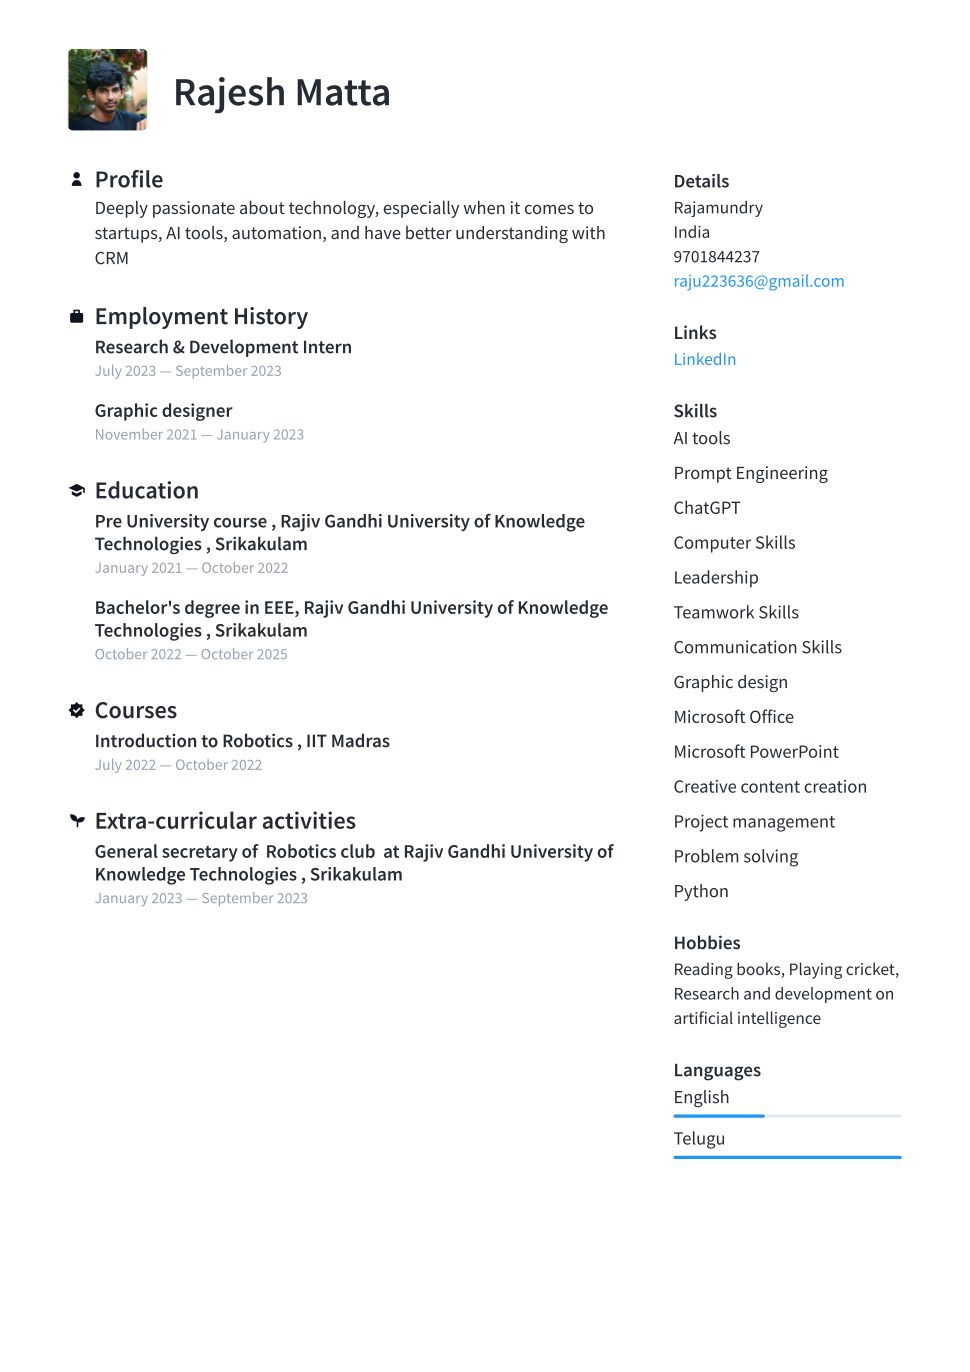 Rajesh Matta
Profile
Deeply passionate about technology, especially when it comes to
startups, AI tools, automation, and have better understanding with
CRM
Employment History
Research & Development Intern
July 2023 — September 2023
Graphic designer
November 2021 — January 2023
Education
Pre University course , Rajiv Gandhi University of Knowledge
Technologies , Srikakulam
January 2021 — October 2022
Bachelor's degree in EEE, Rajiv Gandhi University of Knowledge
Technologies , Srikakulam
October 2022 — October 2025
Courses
Introduction to Robotics , IIT Madras
July 2022 — October 2022
Extra-curricular activities
General secretary of  Robotics club  at Rajiv Gandhi University of
Knowledge Technologies , Srikakulam
January 2023 — September 2023
Details
Rajamundry
India
9701844237
raju223636@gmail.com
Links
LinkedIn
Skills
AI tools
Prompt Engineering
ChatGPT
Computer Skills
Leadership
Teamwork Skills
Communication Skills
Graphic design
Microsoft Office
Microsoft PowerPoint
Creative content creation
Project management
Problem solving
Python
Hobbies
Reading books, Playing cricket,
Research and development on
artificial intelligence
Languages
English
Telugu